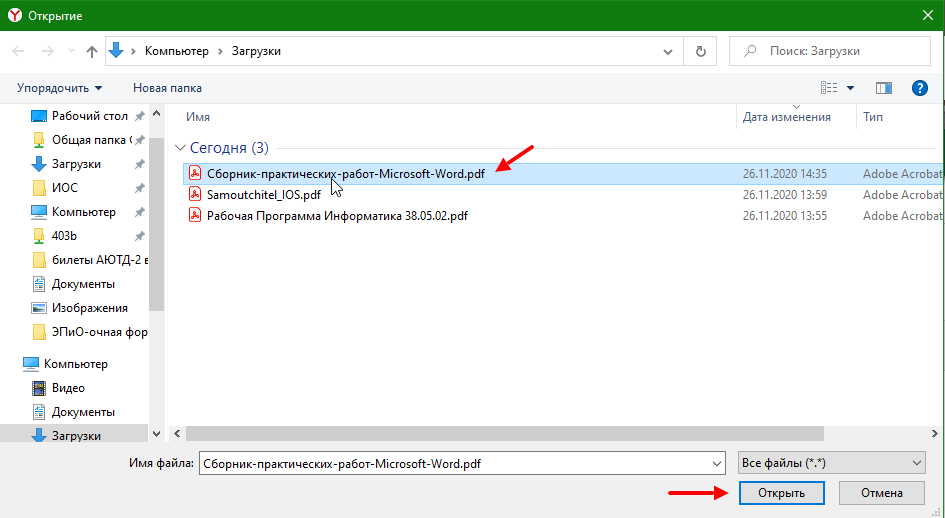 Открытие
Компьютер › Загрузки
Поиск: Загрузки
Упорядочить
Новая папка
?
Имя
Дата изменения
Тип
Рабочий стол
Общая папка С
Загрузки
ИОС
Компьютер
403b
билеты АЮТД-2 в
Документы
Изображения
ЭПиО-очная фор
Компьютер
Видео
Документы
Загрузки
Сегодня (3)
Сборник-практических-работ-Microsoft-Word.pdf 26.11.2020 14:35 Adobe Acrobat
Samoutchitel_IOS.pdf 26.11.2020 13:59 Adobe Acrobat
Рабочая Программа Информатика 38.05.02.pdf 26.11.2020 13:55 Adobe Acrobat
Имя файла: Сборник-практических-работ-Microsoft-Word.pdf
Все файлы (*.*)
Открыть
Отмена